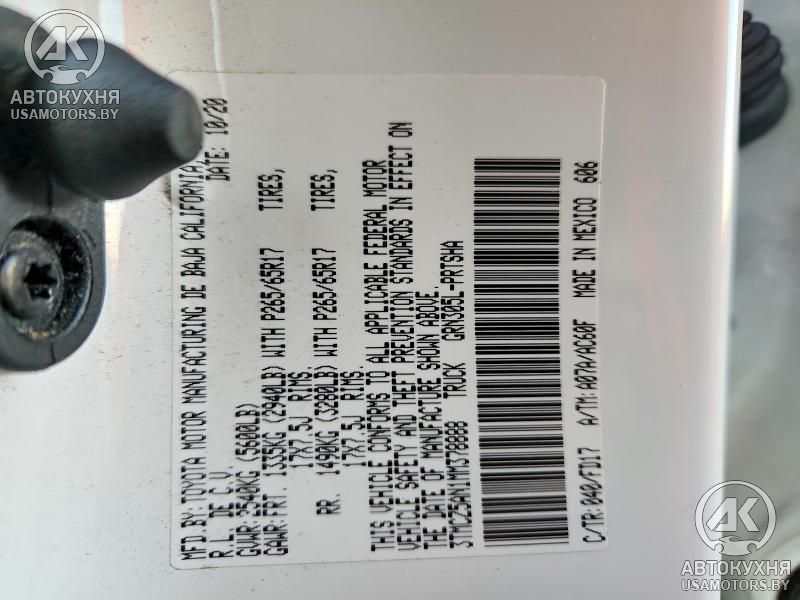 MFD.BY: TOYOTA MOTOR MANUFACTURING DE BAJA CALIFORNIA,
R.L. DE C.V. DATE: 10/20
GVWR: 2540KG (5600LB)
GAWR: FRT. 1335KG (2940LB) WITH P265/65R17 TIRES,
17X7.5J RIMS.
RR. 1490KG (3280LB) WITH P265/65R17 TIRES,
17X7.5J RIMS.
THIS VEHICLE CONFORMS TO ALL APPLICABLE FEDERAL MOTOR
VEHICLE SAFETY AND THEFT PREVENTION STANDARDS IN EFFECT ON
THE DATE OF MANUFACTURE SHOWN ABOVE.
TRUCK GRN305L-PRTSHA
C/TR: 040/FD17 A/TM: A07A/AC60F MADE IN MEXICO 606
AK
АВТОКУХНЯ
USAMOTORS.BY
AK
АВТОКУХНЯ
USAMOTORS.BY